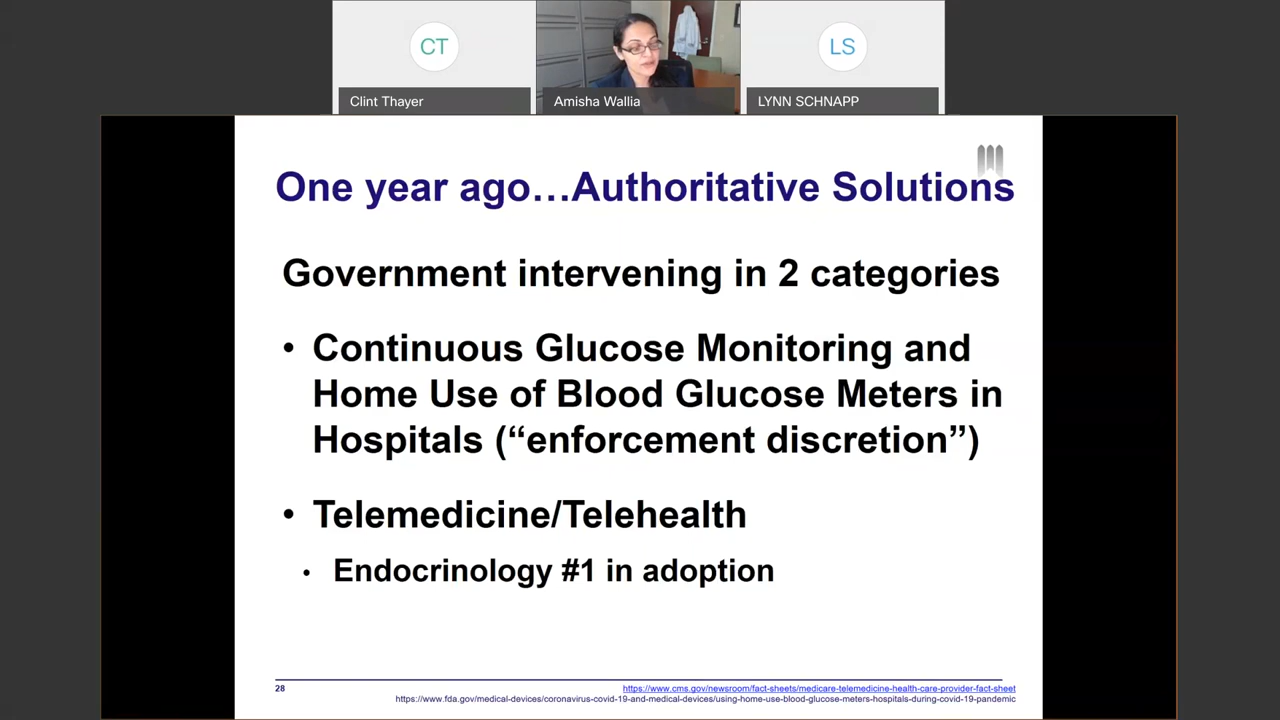 CT
LS
Clint Thayer
Amisha Wallia
LYNN SCHNAPP
One year ago…Authoritative Solutions
Government intervening in 2 categories
• Continuous Glucose Monitoring and
Home Use of Blood Glucose Meters in
Hospitals (“enforcement discretion”)
• Telemedicine/Telehealth
• Endocrinology #1 in adoption
28
https://www.cms.gov/newsroom/fact-sheets/medicare-telemedicine-health-care-provider-fact-sheet
https://www.fda.gov/medical-devices/coronavirus-covid-19-and-medical-devices/using-home-use-blood-glucose-meters-hospitals-during-covid-19-pandemic